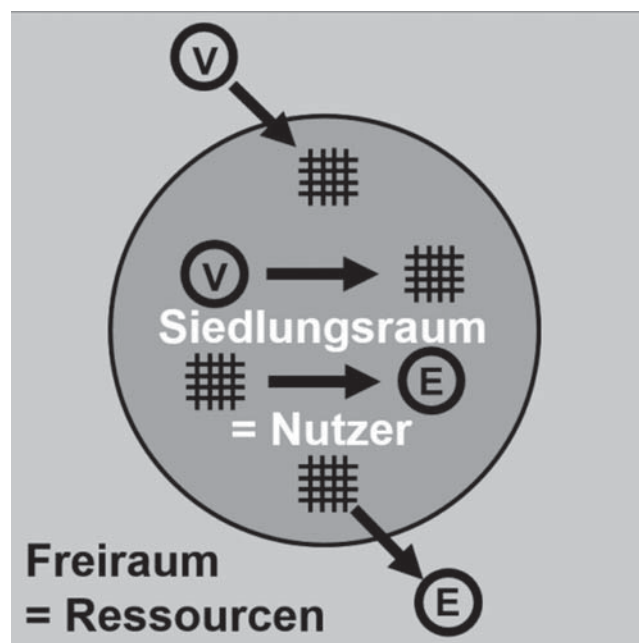 V
V
Siedlungsraum
E
= Nutzer
Freiraum
= Ressourcen
E